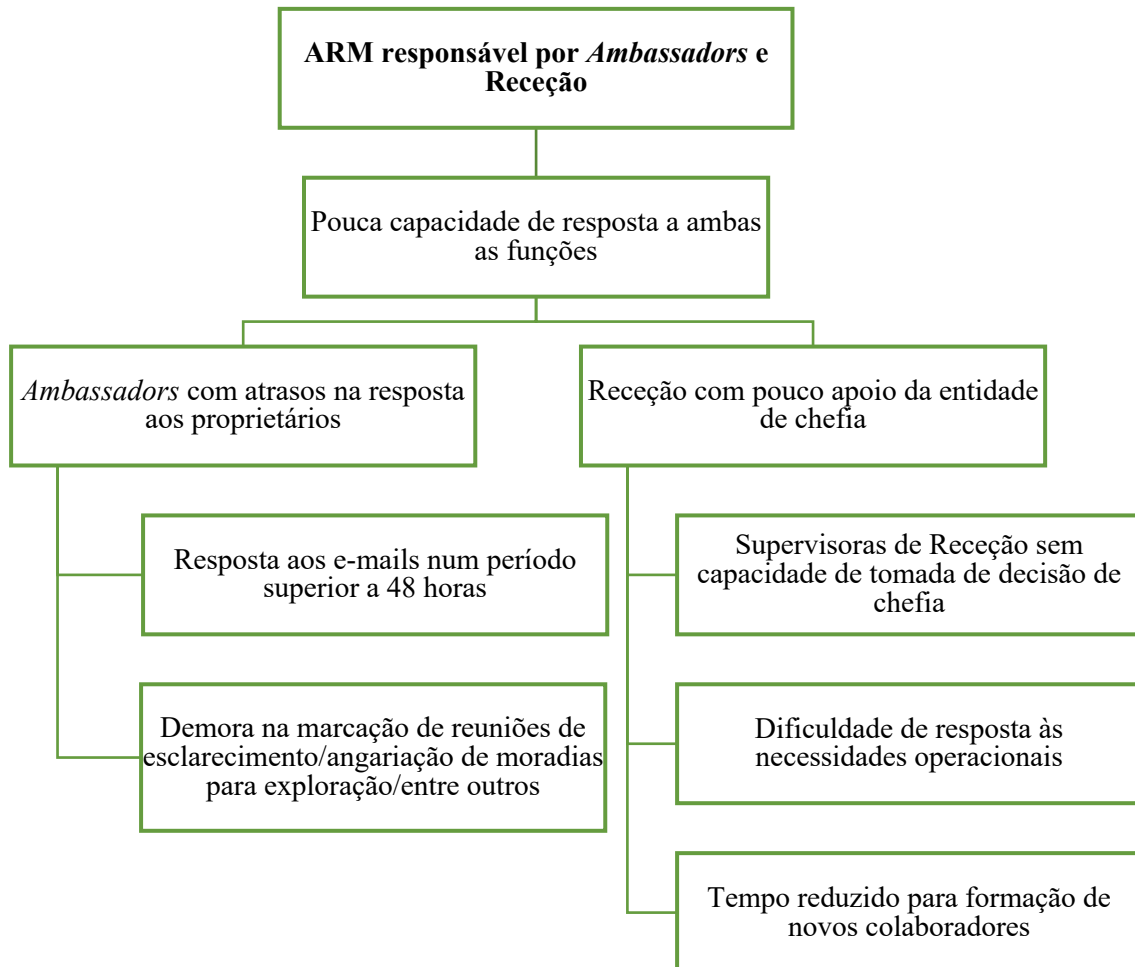 ARM responsável por Ambassadors e
Receção
Pouca capacidade de resposta a ambas
as funções
Ambassadors com atrasos na resposta
aos proprietários
Receção com pouco apoio da entidade
de chefia
Resposta aos e-mails num período
superior a 48 horas
Demora na marcação de reuniões de
esclarecimento/angariação de moradias
para exploração/entre outros
Supervisoras de Receção sem
capacidade de tomada de decisão de
chefia
Dificuldade de resposta às
necessidades operacionais
Tempo reduzido para formação de
novos colaboradores